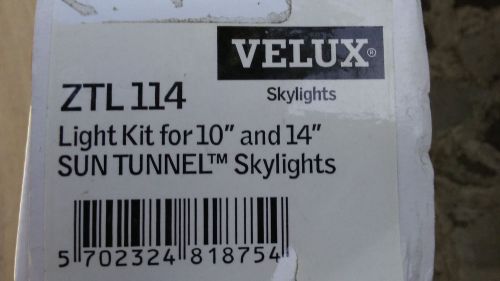 VELUX®
ZTL 114
Skylights
Light Kit for 10" and 14"
SUN TUNNEL™ Skylights
5 702324 818754